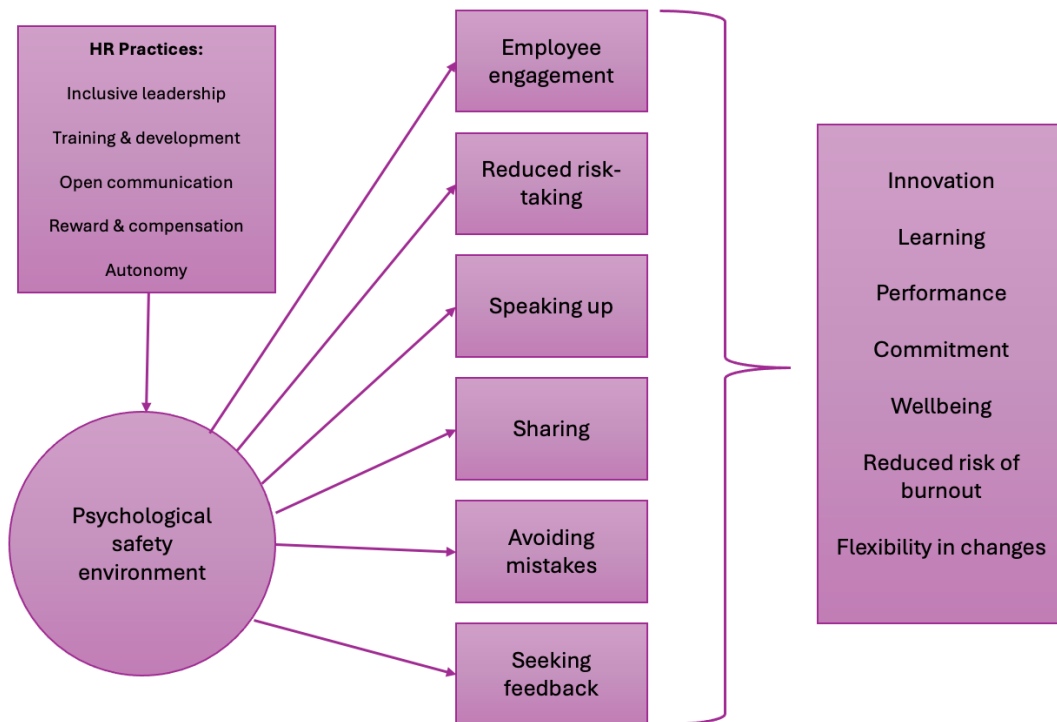 HR Practices:
Inclusive leadership
Training & development
Open communication
Reward & compensation
Autonomy
Psychological
safety
environment
Employee
engagement
Reduced risk-
taking
Speaking up
Sharing
Avoiding
mistakes
Seeking
feedback
Innovation
Learning
Performance
Commitment
Wellbeing
Reduced risk of
burnout
Flexibility in changes